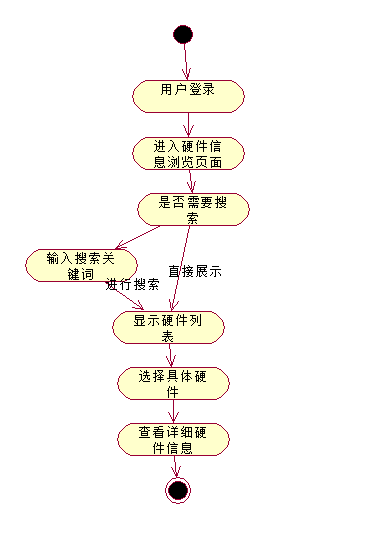 用户登录
进入硬件信
息浏览页面
是否需要搜
索
输入搜索关
键词
直接展示
进行搜索
显示硬件列
表
选择具体硬
件
查看详细硬
件信息